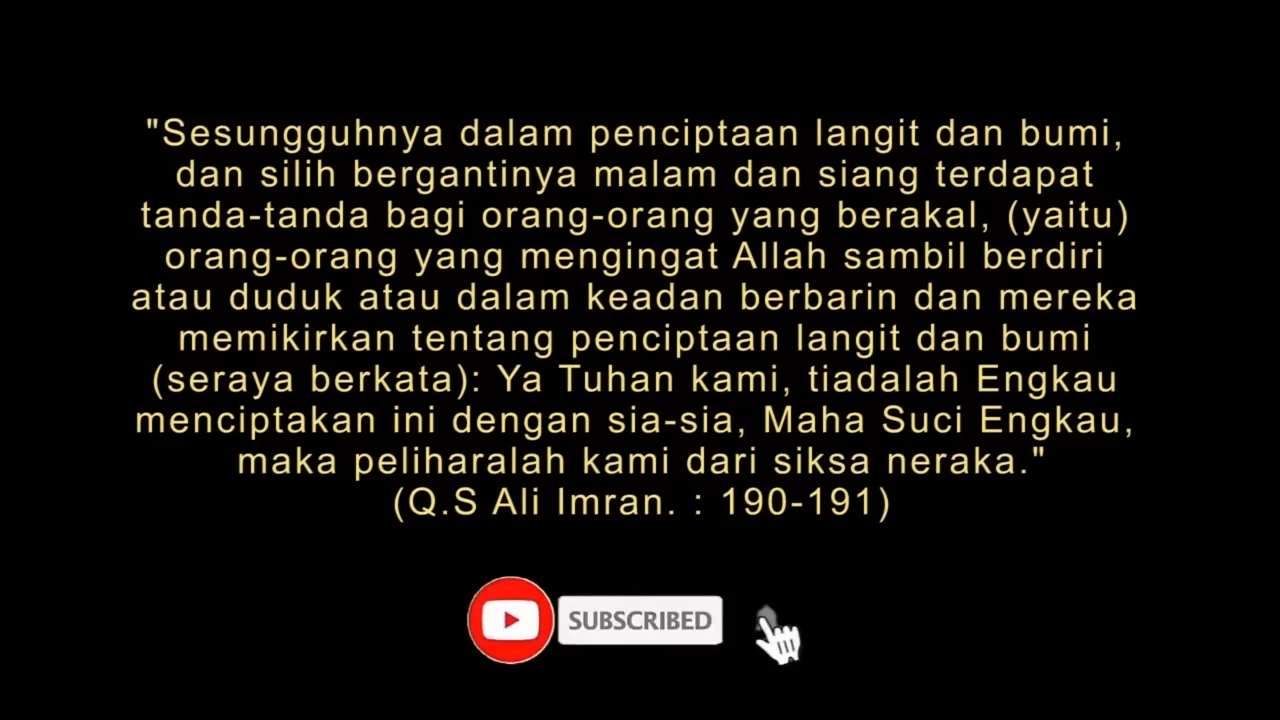 "Sesungguhnya dalam penciptaan langit dan bumi,
dan silih bergantinya malam dan siang terdapat
tanda-tanda bagi orang-orang yang berakal, (yaitu)
orang-orang yang mengingat Allah sambil berdiri
atau duduk atau dalam keadan berbarin dan mereka
memikirkan tentang penciptaan langit dan bumi
(seraya berkata): Ya Tuhan kami, tiadalah Engkau
menciptakan ini dengan sia-sia, Maha Suci Engkau,
maka peliharalah kami dari siksa neraka."
(Q.S Ali Imran. : 190-191)
SUBSCRIBED